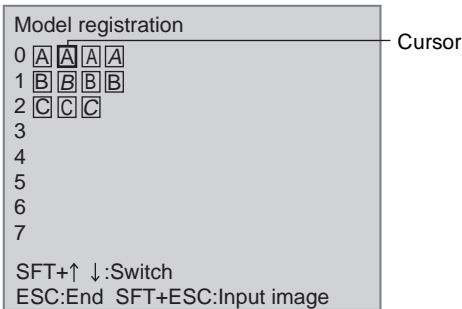 Model registration
Cursor
0 A A A A
1 B B B B
2 C C C
3
4
5
6
7
SFT+↑ ↓:Switch
ESC:End SFT+ESC:Input image